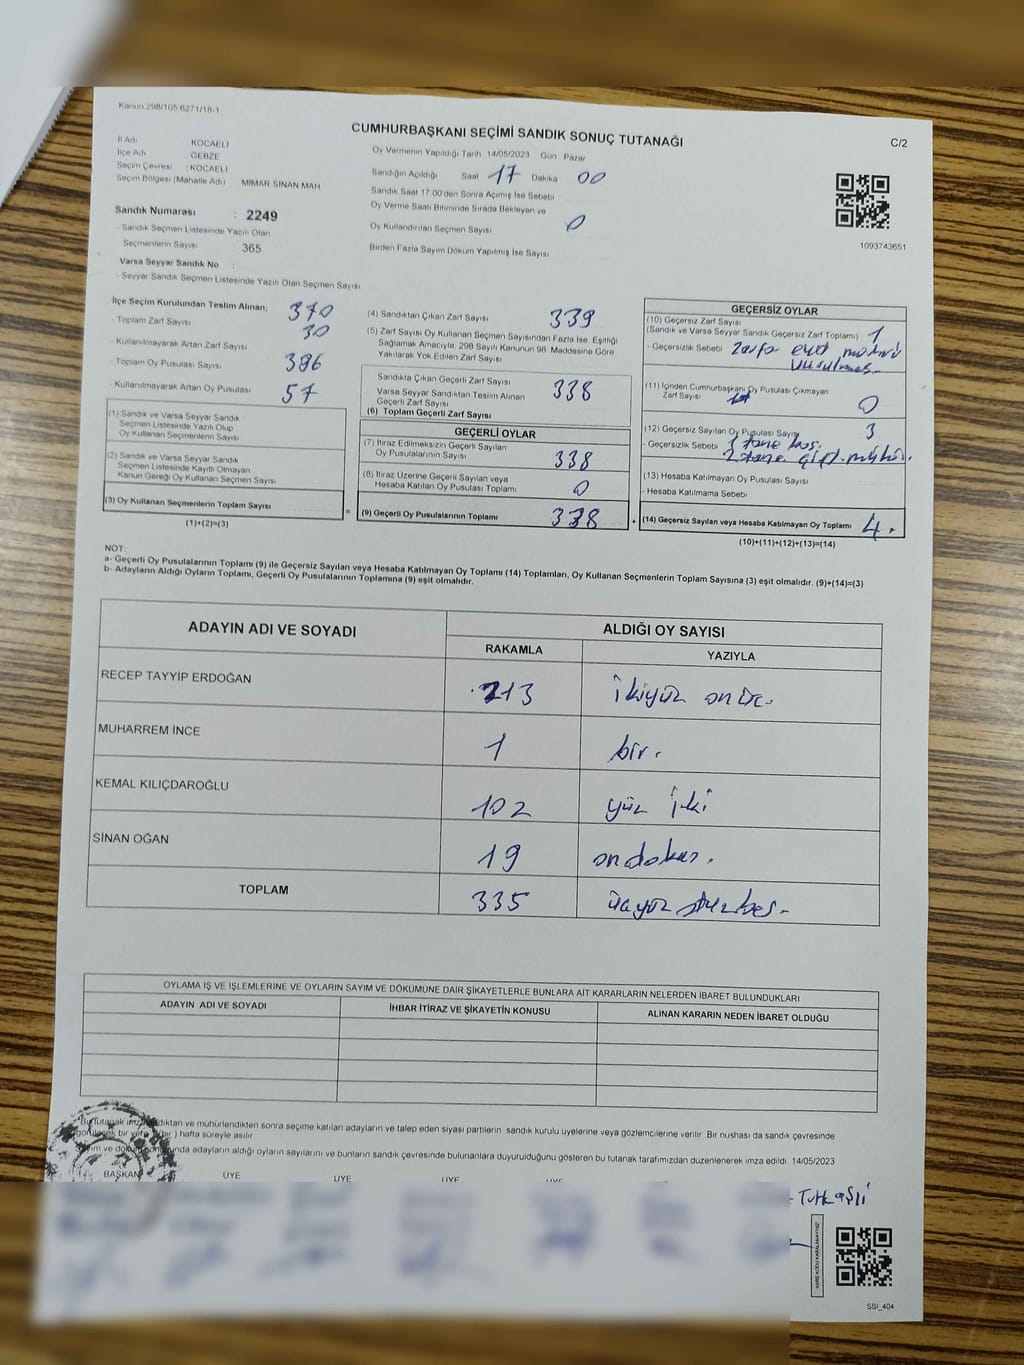 Kanun:298/105,6271/18-1
CUMHURBAŞKANI SEÇİMİ SANDIK SONUÇ TUTANAĞI
C/2
İl Adı KOCAELİ
İlçe Adı GEBZE
Seçim Çevresi : KOCAELİ
Seçim Bölgesi (Mahalle Adı) MİMAR SİNAN MAH
Oy Vermenin Yapıldığı Tarih 14/05/2023 Gün: Pazar
Sandığın Açıldığı Saat 17 Dakika 00
Sandık Saat 17:00'den Sonra Açılmış İse Sebebi
Oy Verme Saati Bitiminde Sırada Bekleyen ve
Oy Kullandırılan Seçmen Sayısı 0
Birden Fazla Sayım Döküm Yapılmış İse Sayısı
1093743651
Sandık Numarası : 2249
- Sandık Seçmen Listesinde Yazılı Olan
Seçmenlerin Sayısı : 365
Varsa Seyyar Sandık No :
- Seyyar Sandık Seçmen Listesinde Yazılı Olan Seçmen Sayısı
İlçe Seçim Kurulundan Teslim Alınan;
- Toplam Zarf Sayısı 370
- Kullanılmayarak Artan Zarf Sayısı 30
- Toplam Oy Pusulası Sayısı 396
- Kullanılmayarak Artan Oy Pusulası 57
(1) Sandık ve Varsa Seyyar Sandık
Seçmen Listesinde Yazılı Olup
Oy Kullanan Seçmenlerin Sayısı
(2) Sandık ve Varsa Seyyar Sandık
Seçmen Listesinde Kayıtlı Olmayan
Kanun Gereği Oy Kullanan Seçmen Sayısı
(3) Oy Kullanan Seçmenlerin Toplam Sayısı
(1)+(2)=(3)
=
(4) Sandıktan Çıkan Zarf Sayısı 339
(5) Zarf Sayısı Oy Kullanan Seçmen Sayısından Fazla İse, Eşitliği
Sağlamak Amacıyla, 298 Sayılı Kanunun 98. Maddesine Göre
Yakılarak Yok Edilen Zarf Sayısı
Sandıkta Çıkan Geçerli Zarf Sayısı 338
Varsa Seyyar Sandıktan Teslim Alınan
Geçerli Zarf Sayısı
(6) Toplam Geçerli Zarf Sayısı
GEÇERLİ OYLAR
(7) İtiraz Edilmeksizin Geçerli Sayılan
Oy Pusulalarının Sayısı 338
(8) İtiraz Üzerine Geçerli Sayılan veya
Hesaba Katılan Oy Pusulası Toplamı 0
(9) Geçerli Oy Pusulalarının Toplamı 338
+
GEÇERSİZ OYLAR
(10) Geçersiz Zarf Sayısı
(Sandık ve Varsa Seyyar Sandık Geçersiz Zarf Toplamı) 1
- Geçersizlik Sebebi Zarfa
(11) İçinden Cumhurbaşkanı Oy Pusulası Çıkmayan
Zarf Sayısı 0
(12) Geçersiz Sayılan Oy Pusulası Sayısı 3
- Geçersizlik Sebebi 1 tane boş.
2 tane çift mühür.
(13) Hesaba Katılmayan Oy Pusulası Sayısı
- Hesaba Katılmama Sebebi
(14) Geçersiz Sayılan veya Hesaba Katılmayan Oy Toplamı 4.
(10)+(11)+(12)+(13)=(14)
NOT:
a- Geçerli Oy Pusulalarının Toplamı (9) ile Geçersiz Sayılan veya Hesaba Katılmayan Oy Toplamı (14) Toplamları, Oy Kullanan Seçmenlerin Toplam Sayısına (3) eşit olmalıdır. (9)+(14)=(3)
b- Adayların Aldığı Oyların Toplamı, Geçerli Oy Pusulalarının Toplamına (9) eşit olmalıdır.
ADAYIN ADI VE SOYADI
ALDIĞI OY SAYISI
RAKAMLA YAZIYLA
RECEP TAYYİP ERDOĞAN 213 ikiyüz onüç.
MUHARREM İNCE 1 bir.
KEMAL KILIÇDAROĞLU 102 yüz iki
SİNAN OĞAN 19 ondokuz.
TOPLAM 335 üçyüz otuzbeş.
OYLAMA İŞ VE İŞLEMLERİNE VE OYLARIN SAYIM VE DÖKÜMÜNE DAİR ŞİKAYETLERLE BUNLARA AİT KARARLARIN NELERDEN İBARET BULUNDUKLARI
ADAYIN ADI VE SOYADI İHBAR İTİRAZ VE ŞİKAYETİN KONUSU ALINAN KARARIN NEDEN İBARET OLDUĞU
Bu tutanak ve mühürlendikten sonra seçime katılan adayların ve talep eden siyasi partilerin sandık kurulu üyelerine veya gözlemcilerine verilir. Bir nüshası da sandık çevresinde
bir (bir) hafta süreyle asılır.
adayların aldığı oyların sayılarını ve bunların sandık çevresinde bulunanlara duyurulduğunu gösteren bu tutanak tarafımızdan düzenlenerek imza edildi. 14/05/2023
BAŞKAN ÜYE ÜYE ÜYE ÜYE
SSI_404